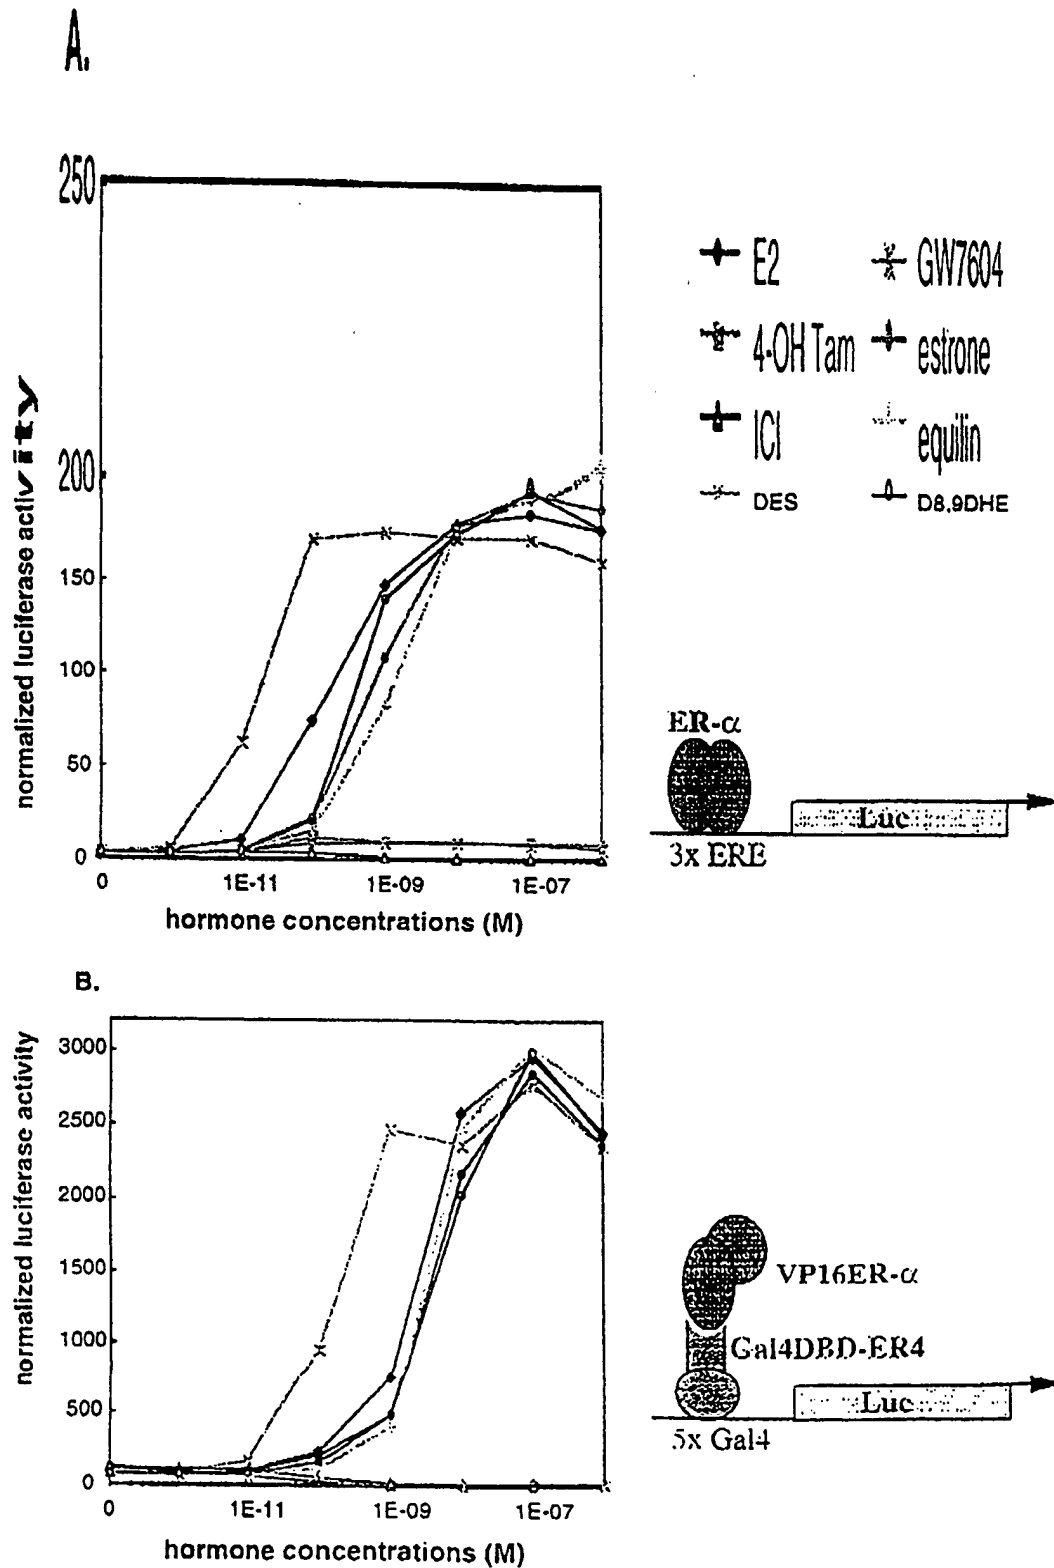 A.
250
200
150
100
50
0
normalized luciferase activity
0 1E-11 1E-09 1E-07
hormone concentrations (M)
E2
4-OH Tam
ICI
DES
GW7604
estrone
equilin
D8,9DHE
ER-α
Luc
3x ERE
B.
3000
2500
2000
1500
1000
500
0
normalized luciferase activity
0 1E-11 1E-09 1E-07
hormone concentrations (M)
VP16ER-α
Gal4DBD-ER4
Luc
5x Gal4